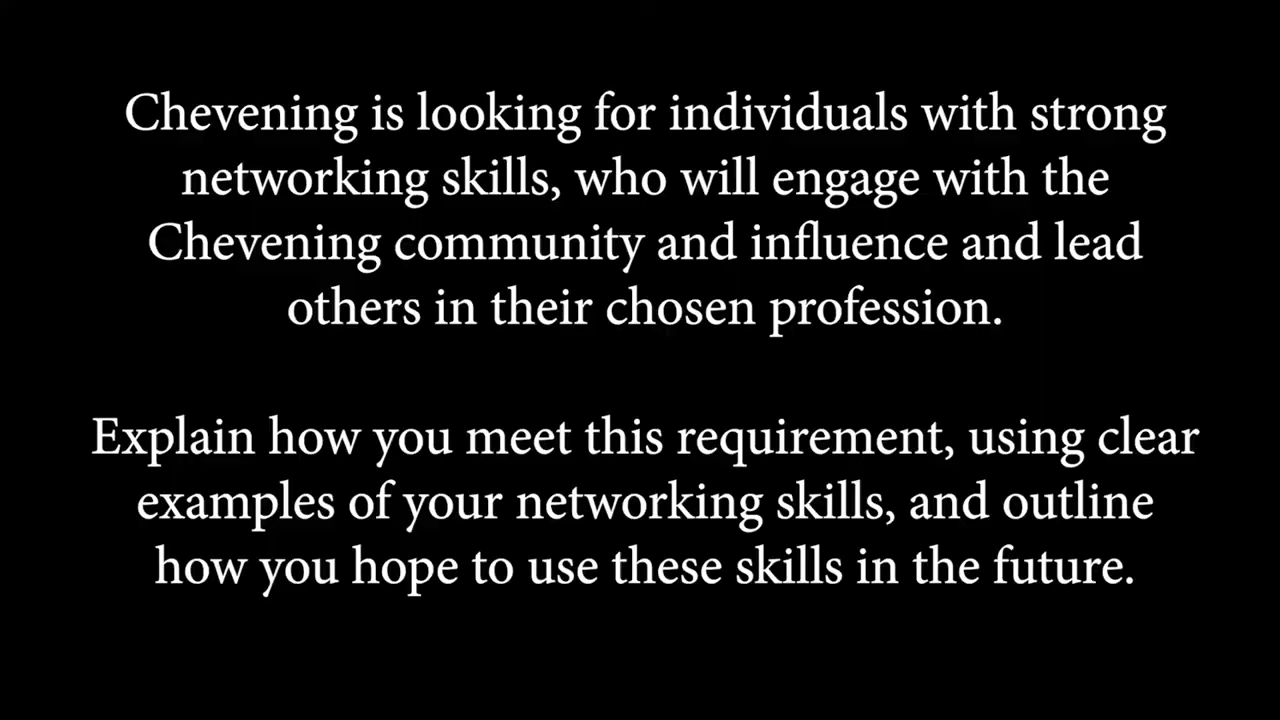 Chevening is looking for individuals with strong
networking skills, who will engage with the
Chevening community and influence and lead
others in their chosen profession.
Explain how you meet this requirement, using clear
examples of your networking skills, and outline
how you hope to use these skills in the future.